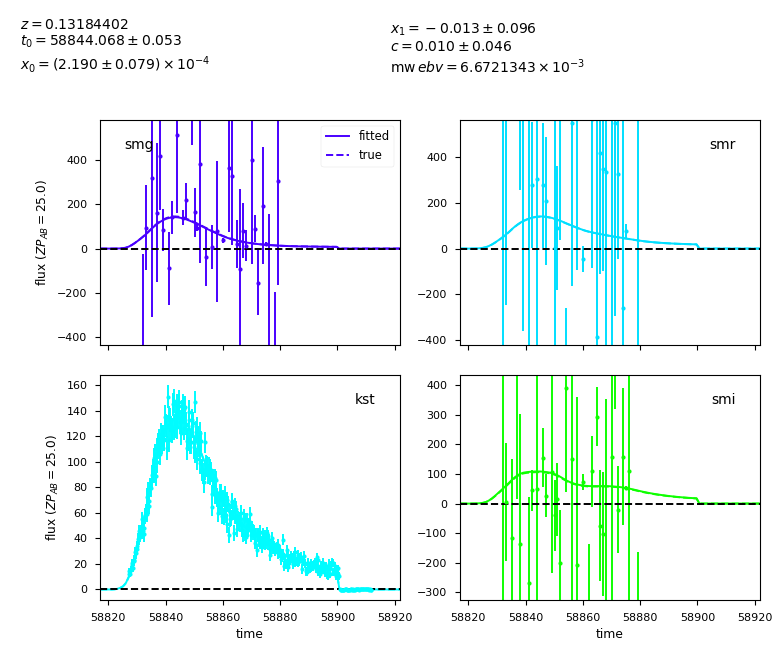 z = 0.13184402
t₀ = 58844.068 ± 0.053
x₀ = (2.190 ± 0.079) × 10⁻⁴
x₁ = −0.013 ± 0.096
c = 0.010 ± 0.046
mw ebv = 6.6721343 × 10⁻³
smg
fitted
true
400
200
0
−200
−400
flux (ZP_AB = 25.0)
smr
400
200
0
−200
−400
kst
160
140
120
100
80
60
40
20
0
flux (ZP_AB = 25.0)
58820 58840 58860 58880 58900 58920
time
smi
400
300
200
100
0
−100
−200
−300
58820 58840 58860 58880 58900 58920
time